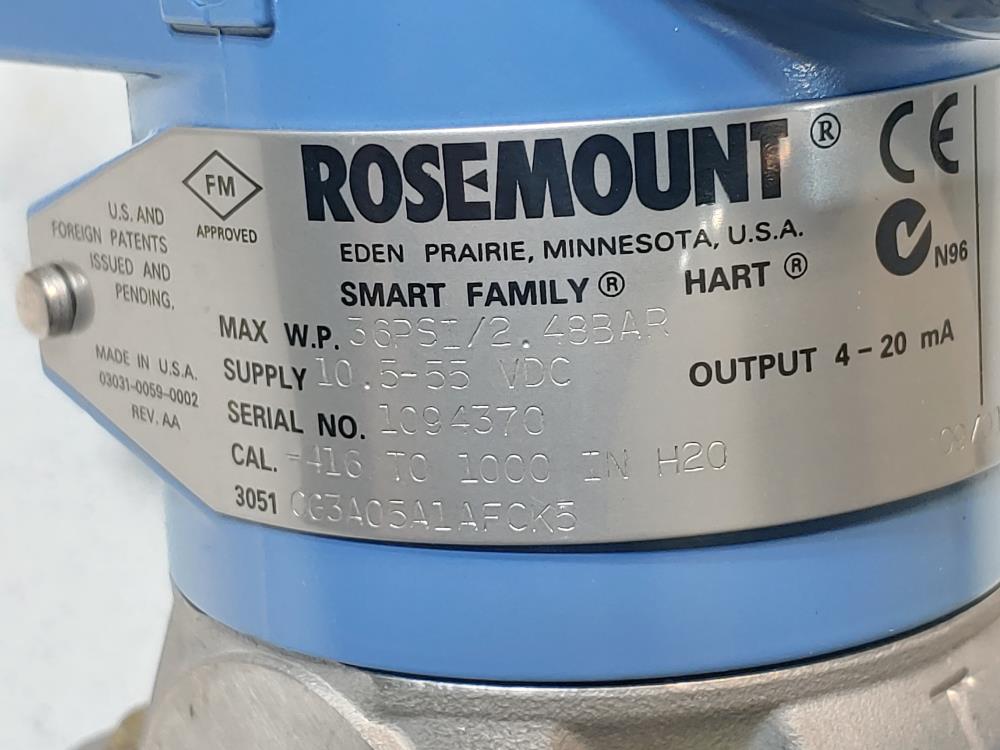 FM
APPROVED
ROSEMOUNT®
CE
N96
EDEN PRAIRIE, MINNESOTA, U.S.A.
SMART FAMILY® HART®
U.S. AND
FOREIGN PATENTS
ISSUED AND
PENDING.
MADE IN U.S.A.
03031-0059-0002
REV. AA
MAX W.P. 36PSI/2.48BAR
SUPPLY 10.5-55 VDC
OUTPUT 4-20 mA
SERIAL NO. 1094370
CAL. -416 TO 1000 IN H2O
3051 CG3A05A1AFCK5